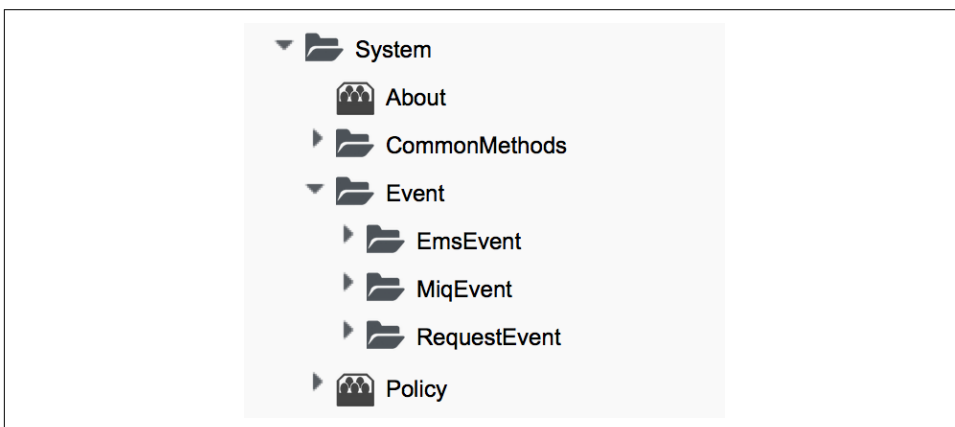 System
About
CommonMethods
Event
EmsEvent
MiqEvent
RequestEvent
Policy